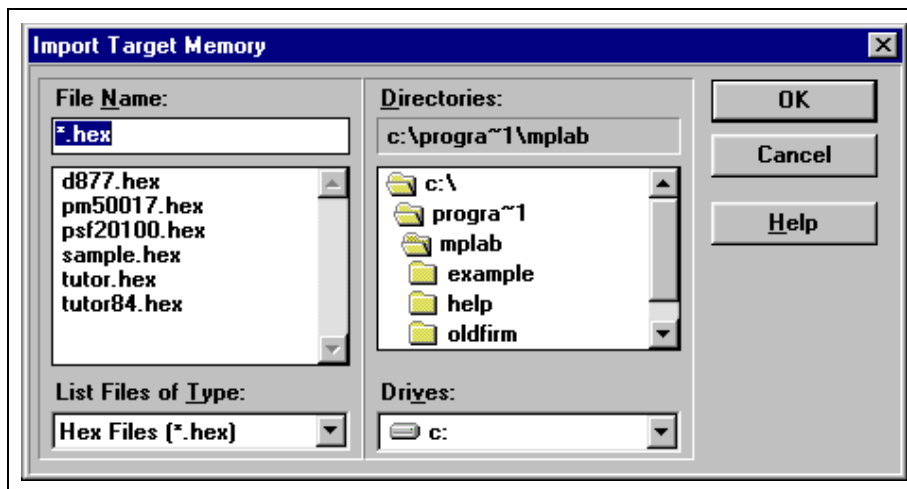 Import Target Memory
File Name:
*.hex
d877.hex
pm50017.hex
psf20100.hex
sample.hex
tutor.hex
tutor84.hex
List Files of Type:
Hex Files (*.hex)
Directories:
c:\progra~1\mplab
c:\
progra~1
mplab
example
help
oldfirm
Drives:
c:
OK
Cancel
Help